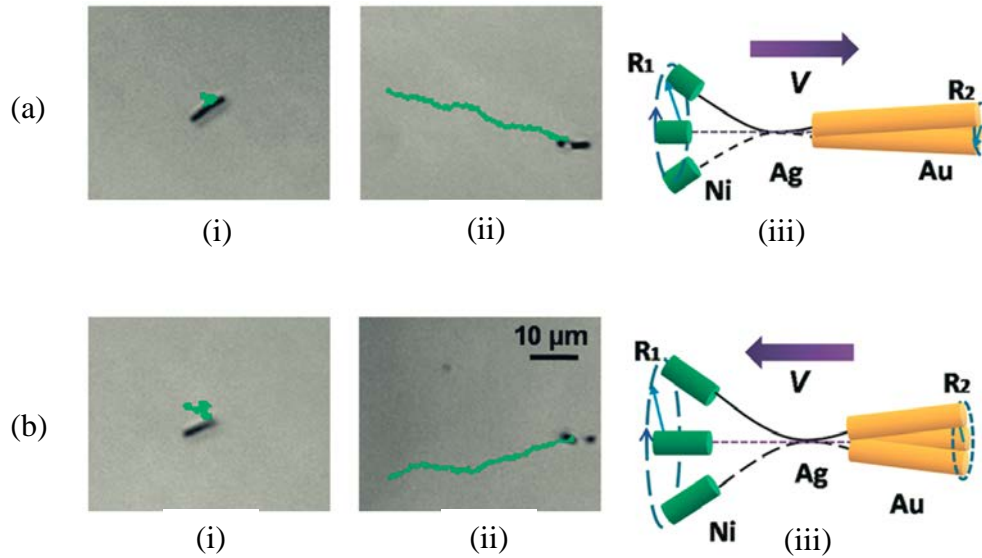 (a)
(i)
(ii)
R₁
V
R₂
Ni
Ag
Au
(iii)
(b)
(i)
10 µm
(ii)
R₁
V
R₂
Ni
Ag
Au
(iii)